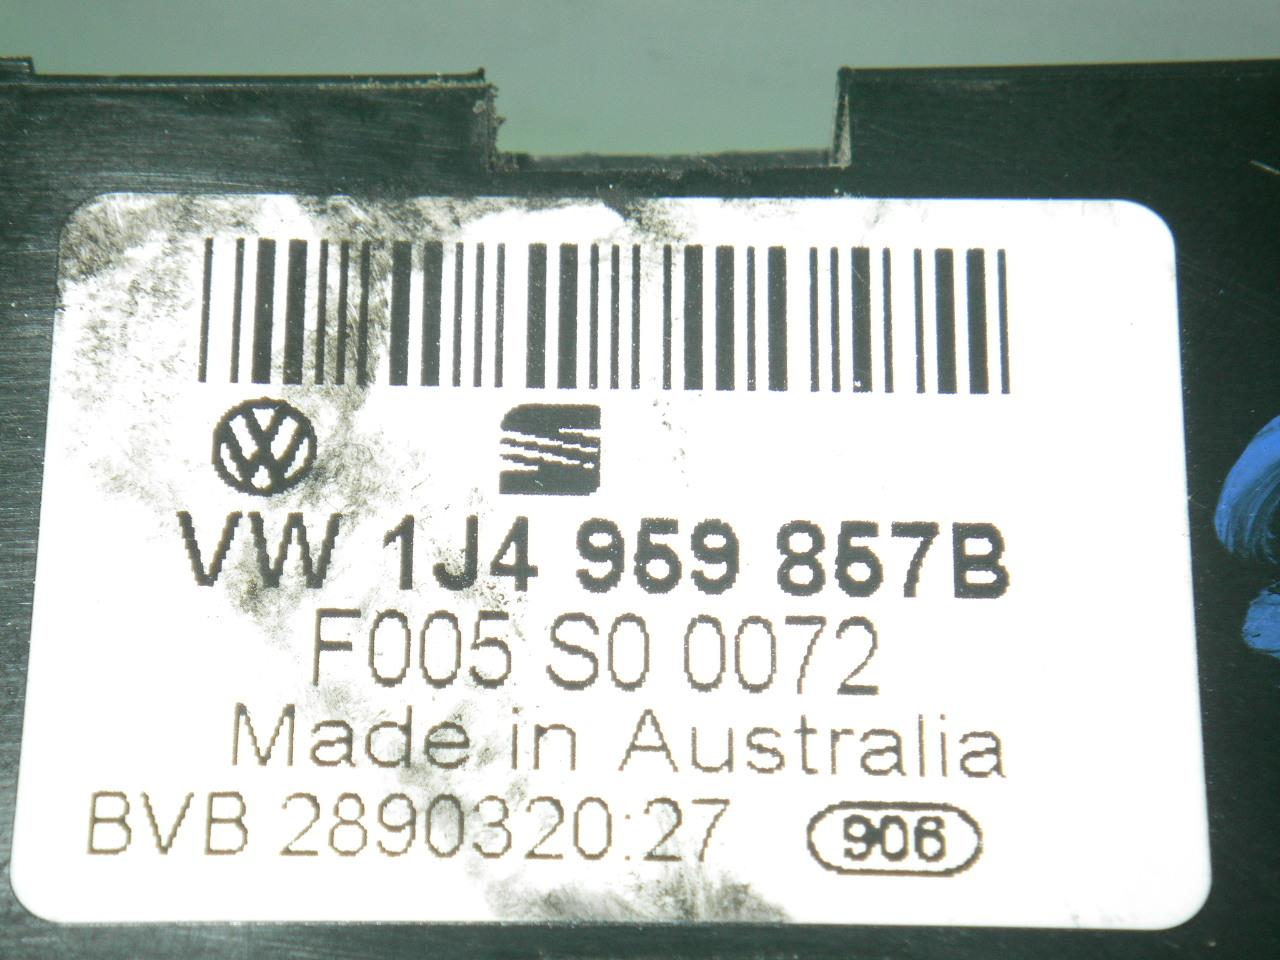 VW 1J4 959 857B
F005 S0 0072
Made in Australia
BVB 2890320:27
906